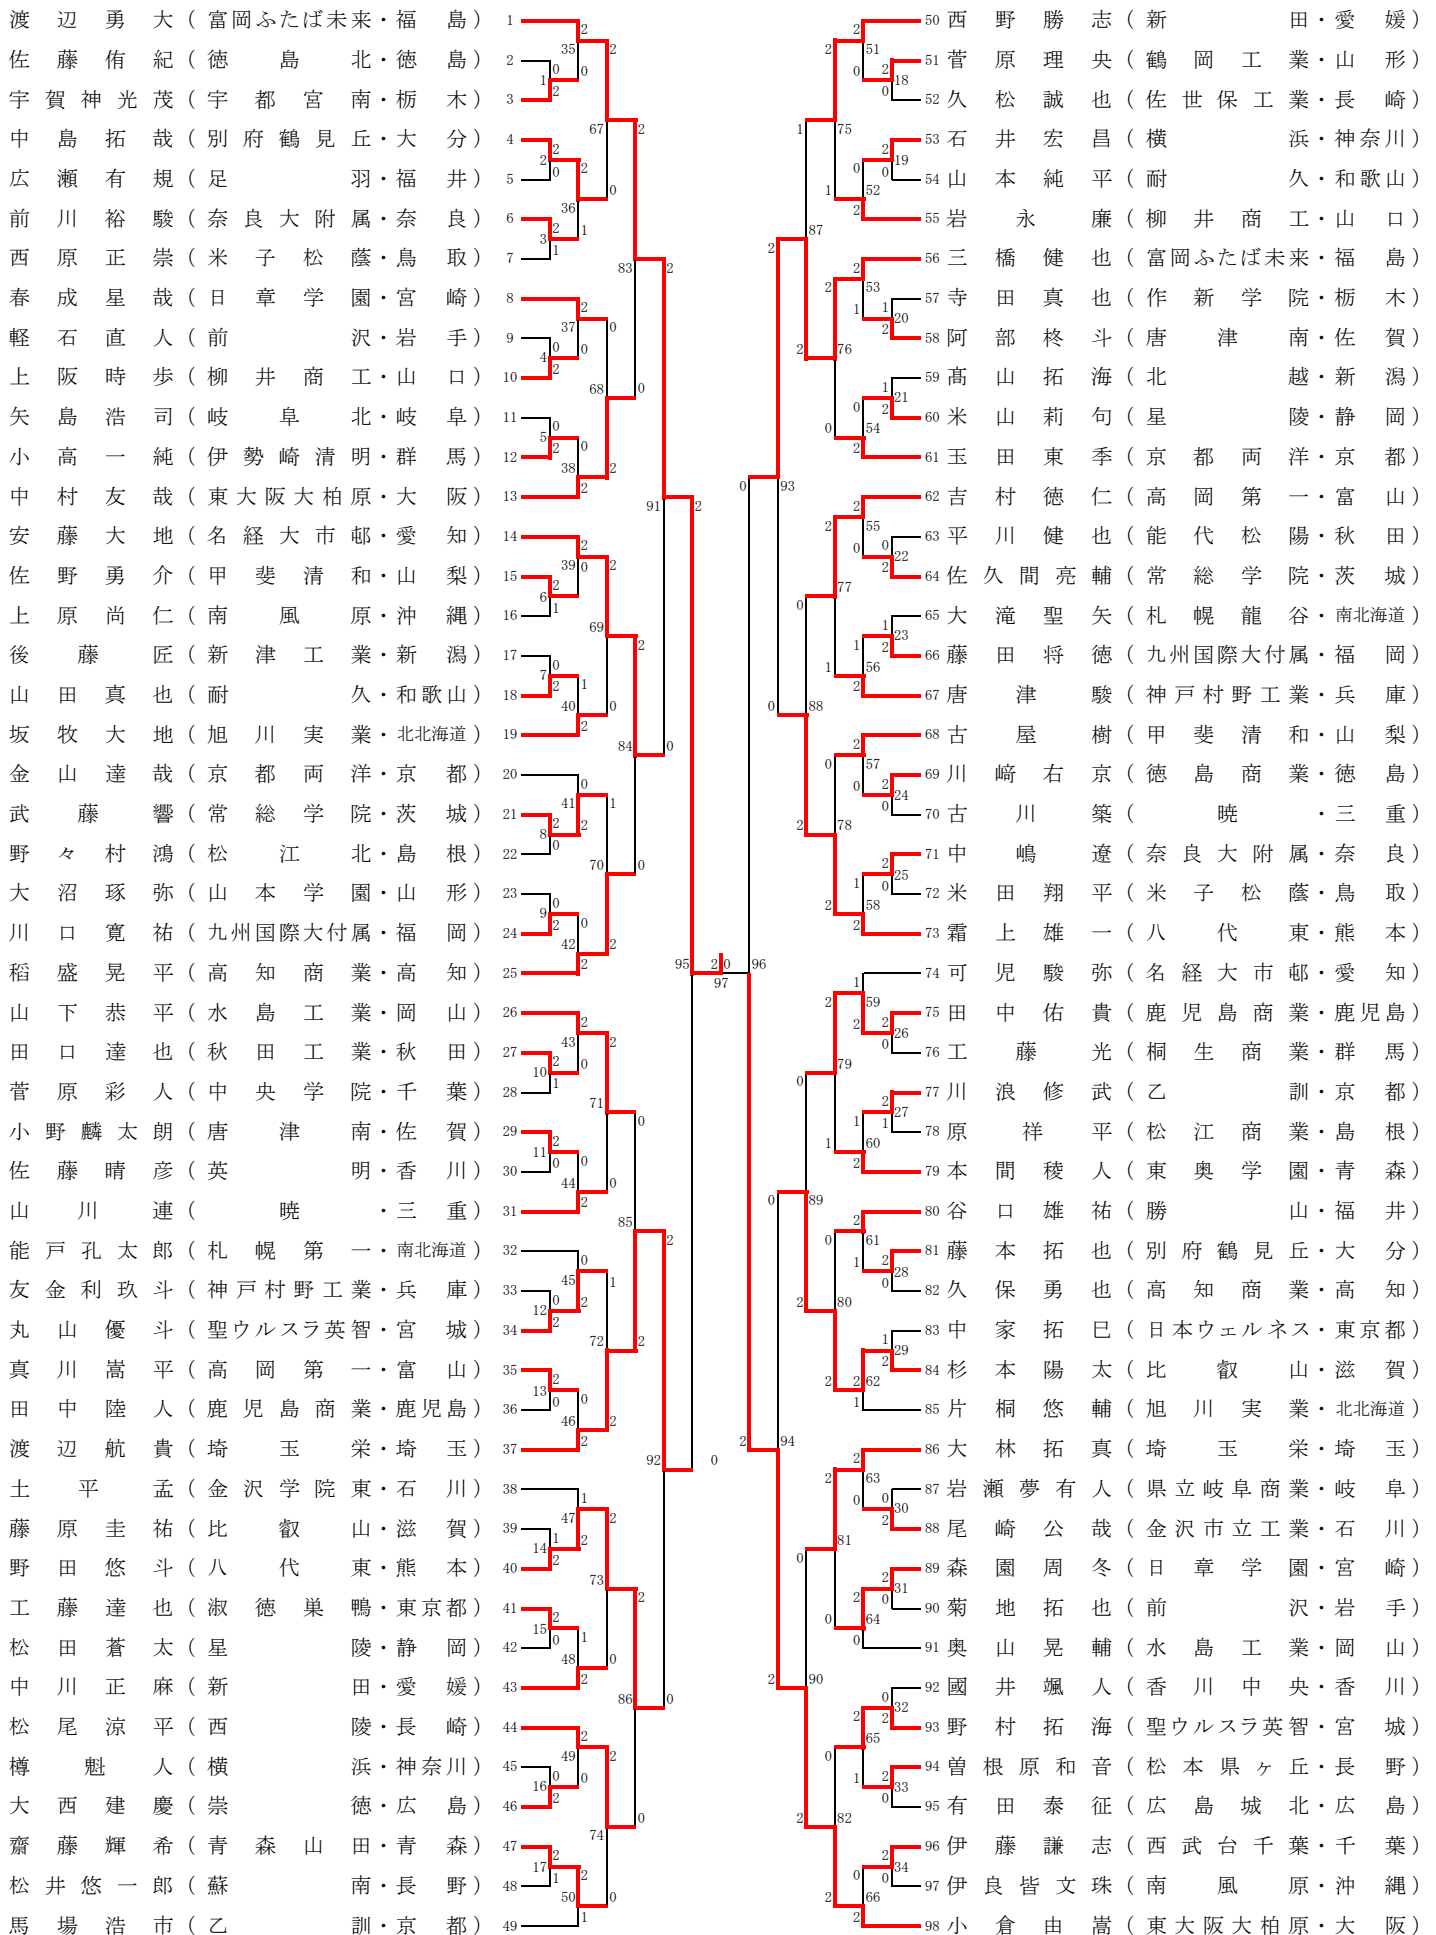 渡辺勇大（富岡ふたば未来・福島） 1
佐藤侑紀（徳島北・徳島） 2
宇賀神光茂（宇都宮南・栃木） 3
中島拓哉（別府鶴見丘・大分） 4
広瀬有規（足羽・福井） 5
前川裕駿（奈良大附属・奈良） 6
西原正崇（米子松蔭・鳥取） 7
春成星哉（日章学園・宮崎） 8
軽石直人（前沢・岩手） 9
上阪時歩（柳井商工・山口） 10
矢島浩司（岐阜北・岐阜） 11
小高一純（伊勢崎清明・群馬） 12
中村友哉（東大阪大柏原・大阪） 13
安藤大地（名経大市邨・愛知） 14
佐野勇介（甲斐清和・山梨） 15
上原尚仁（南風原・沖縄） 16
後藤匠（新津工業・新潟） 17
山田真也（耐久・和歌山） 18
坂牧大地（旭川実業・北北海道） 19
金山達哉（京都両洋・京都） 20
武藤響（常総学院・茨城） 21
野々村鴻（松江北・島根） 22
大沼琢弥（山本学園・山形） 23
川口寛祐（九州国際大付属・福岡） 24
稻盛晃平（高知商業・高知） 25
山下恭平（水島工業・岡山） 26
田口達也（秋田工業・秋田） 27
菅原彩人（中央学院・千葉） 28
小野麟太朗（唐津南・佐賀） 29
佐藤晴彦（英明・香川） 30
山川連（暁・三重） 31
能戸孔太郎（札幌第一・南北海道） 32
友金利玖斗（神戸村野工業・兵庫） 33
丸山優斗（聖ウルスラ英智・宮城） 34
真川嵩平（高岡第一・富山） 35
田中陸人（鹿児島商業・鹿児島） 36
渡辺航貴（埼玉栄・埼玉） 37
土平孟（金沢学院東・石川） 38
藤原圭祐（比叡山・滋賀） 39
野田悠斗（八代東・熊本） 40
工藤達也（淑徳巣鴨・東京都） 41
松田蒼太（星陵・静岡） 42
中川正麻（新田・愛媛） 43
松尾涼平（西陵・長崎） 44
樽魁人（横浜・神奈川） 45
大西建慶（崇徳・広島） 46
齋藤輝希（青森山田・青森） 47
松井悠一郎（蘇南・長野） 48
馬場浩市（乙訓・京都） 49
50 西野勝志（新田・愛媛）
51 菅原理央（鶴岡工業・山形）
52 久松誠也（佐世保工業・長崎）
53 石井宏昌（横浜・神奈川）
54 山本純平（耐久・和歌山）
55 岩永廉（柳井商工・山口）
56 三橋健也（富岡ふたば未来・福島）
57 寺田真也（作新学院・栃木）
58 阿部柊斗（唐津南・佐賀）
59 髙山拓海（北越・新潟）
60 米山莉句（星陵・静岡）
61 玉田東季（京都両洋・京都）
62 吉村徳仁（高岡第一・富山）
63 平川健也（能代松陽・秋田）
64 佐久間亮輔（常総学院・茨城）
65 大滝聖矢（札幌龍谷・南北海道）
66 藤田将徳（九州国際大付属・福岡）
67 唐津駿（神戸村野工業・兵庫）
68 古屋樹（甲斐清和・山梨）
69 川﨑右京（徳島商業・徳島）
70 古川築（暁・三重）
71 中嶋遼（奈良大附属・奈良）
72 米田翔平（米子松蔭・鳥取）
73 霜上雄一（八代東・熊本）
74 可児駿弥（名経大市邨・愛知）
75 田中佑貴（鹿児島商業・鹿児島）
76 工藤光（桐生商業・群馬）
77 川浪修武（乙訓・京都）
78 原祥平（松江商業・島根）
79 本間稜人（東奥学園・青森）
80 谷口雄祐（勝山・福井）
81 藤本拓也（別府鶴見丘・大分）
82 久保勇也（高知商業・高知）
83 中家拓巳（日本ウェルネス・東京都）
84 杉本陽太（比叡山・滋賀）
85 片桐悠輔（旭川実業・北北海道）
86 大林拓真（埼玉栄・埼玉）
87 岩瀬夢有人（県立岐阜商業・岐阜）
88 尾崎公哉（金沢市立工業・石川）
89 森園周冬（日章学園・宮崎）
90 菊地拓也（前沢・岩手）
91 奥山晃輔（水島工業・岡山）
92 國井颯人（香川中央・香川）
93 野村拓海（聖ウルスラ英智・宮城）
94 曽根原和音（松本県ヶ丘・長野）
95 有田泰征（広島城北・広島）
96 伊藤謙志（西武台千葉・千葉）
97 伊良皆文珠（南風原・沖縄）
98 小倉由嵩（東大阪大柏原・大阪）